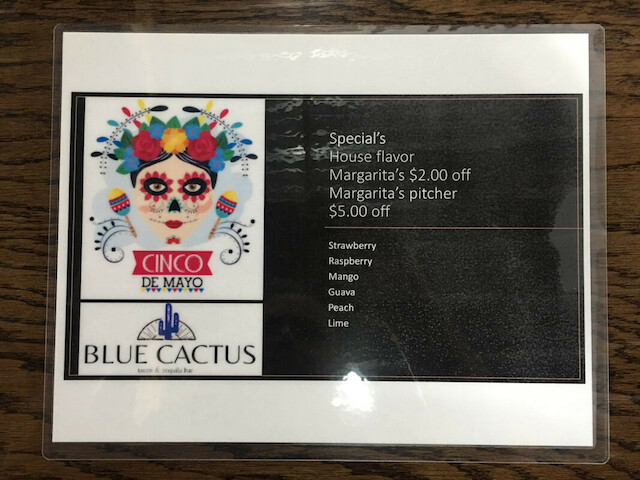 CINCO
DE MAYO
BLUE CACTUS
tacos & tequila bar
Special's
House flavor
Margarita's $2.00 off
Margarita's pitcher
$5.00 off
Strawberry
Raspberry
Mango
Guava
Peach
Lime